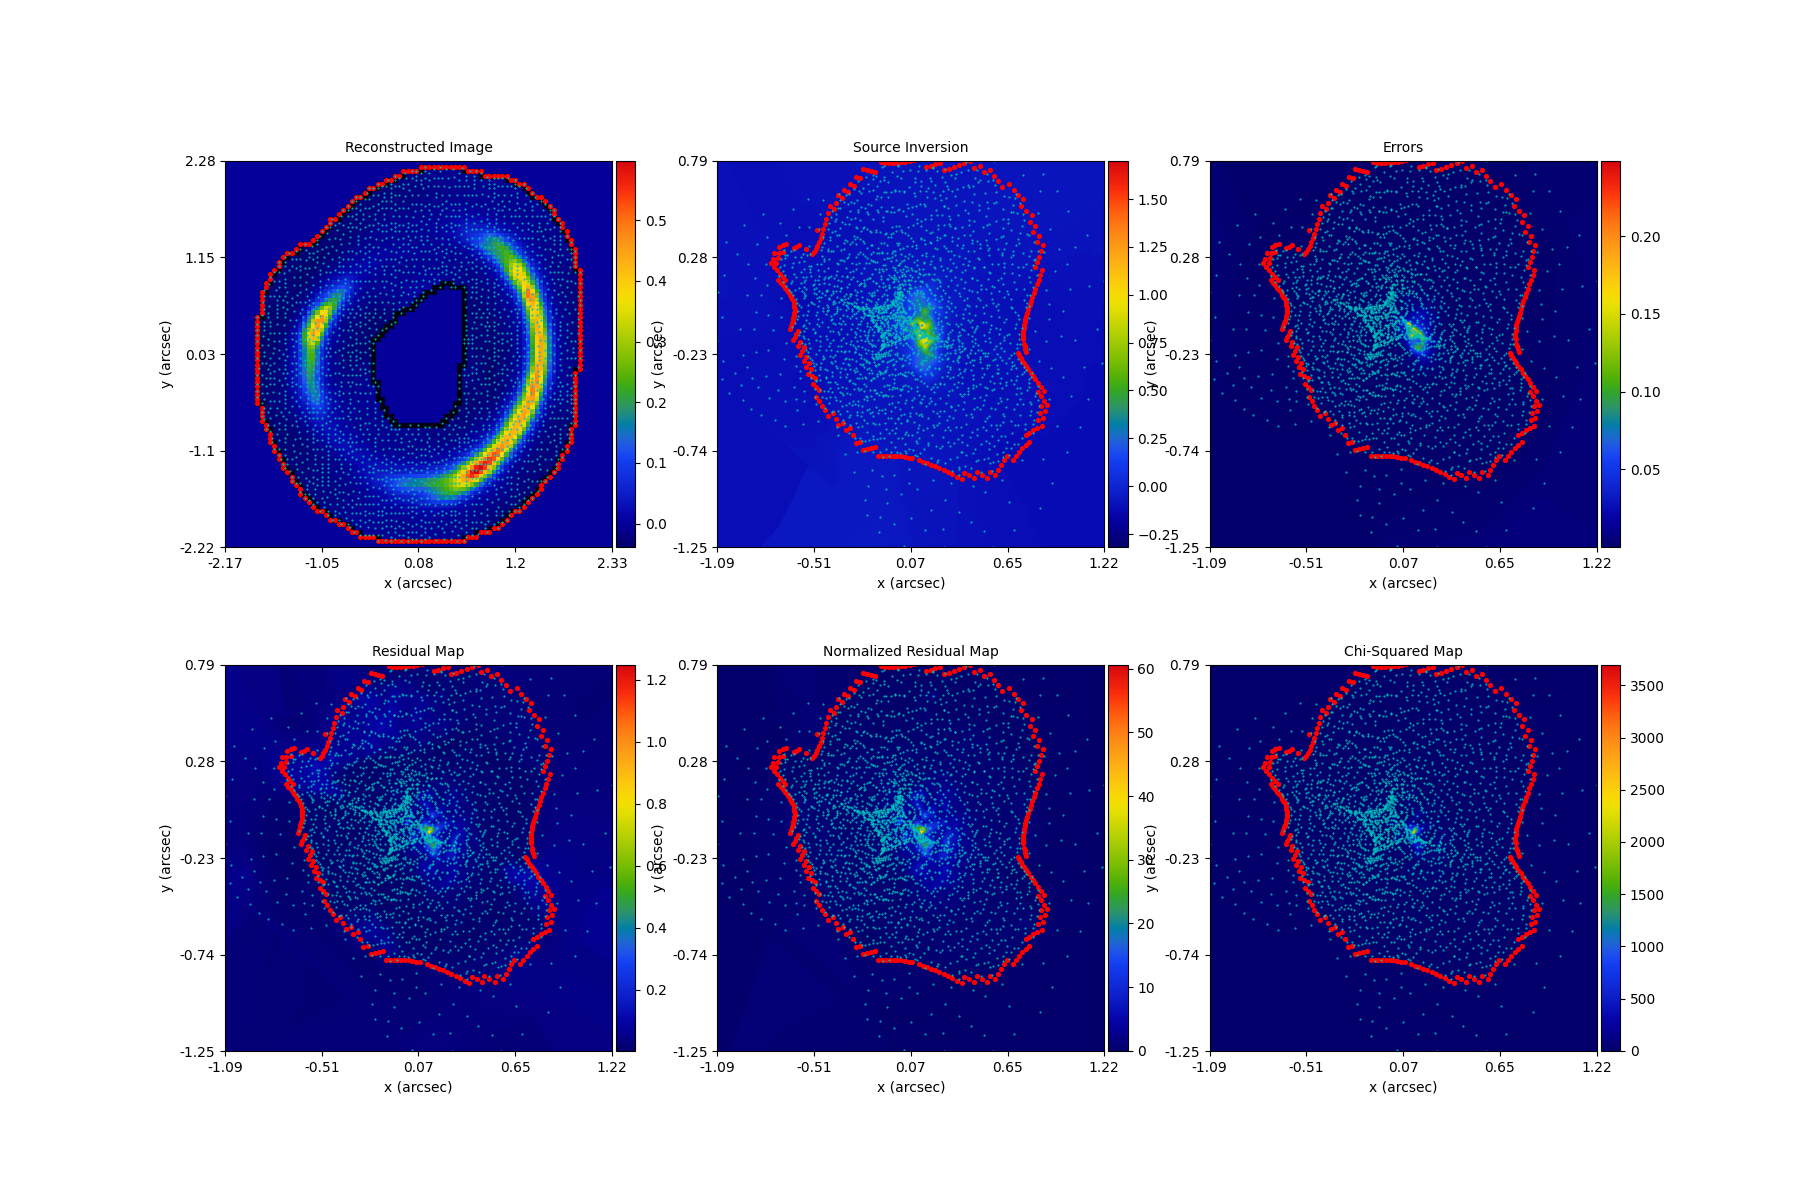 Reconstructed Image
2.28
1.15
0.03
-1.1
-2.22
y (arcsec)
-2.17 -1.05 0.08 1.2 2.33
x (arcsec)
0.5
0.4
0.3
0.2
0.1
0.0
Source Inversion
0.79
0.28
-0.23
-0.74
-1.25
y (arcsec)
-1.09 -0.51 0.07 0.65 1.22
x (arcsec)
1.50
1.25
1.00
0.75
0.50
0.25
0.00
−0.25
Errors
0.79
0.28
-0.23
-0.74
-1.25
y (arcsec)
-1.09 -0.51 0.07 0.65 1.22
x (arcsec)
0.20
0.15
0.10
0.05
Residual Map
0.79
0.28
-0.23
-0.74
-1.25
y (arcsec)
-1.09 -0.51 0.07 0.65 1.22
x (arcsec)
1.2
1.0
0.8
0.6
0.4
0.2
Normalized Residual Map
0.79
0.28
-0.23
-0.74
-1.25
y (arcsec)
-1.09 -0.51 0.07 0.65 1.22
x (arcsec)
60
50
40
30
20
10
0
Chi-Squared Map
0.79
0.28
-0.23
-0.74
-1.25
y (arcsec)
-1.09 -0.51 0.07 0.65 1.22
x (arcsec)
3500
3000
2500
2000
1500
1000
500
0